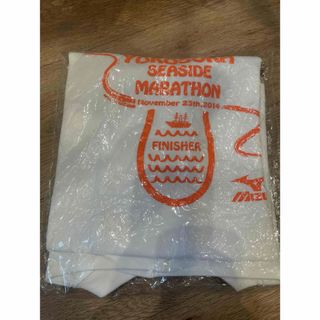 SEASIDE
MARATHON
November 23th, 2014
FINISHER